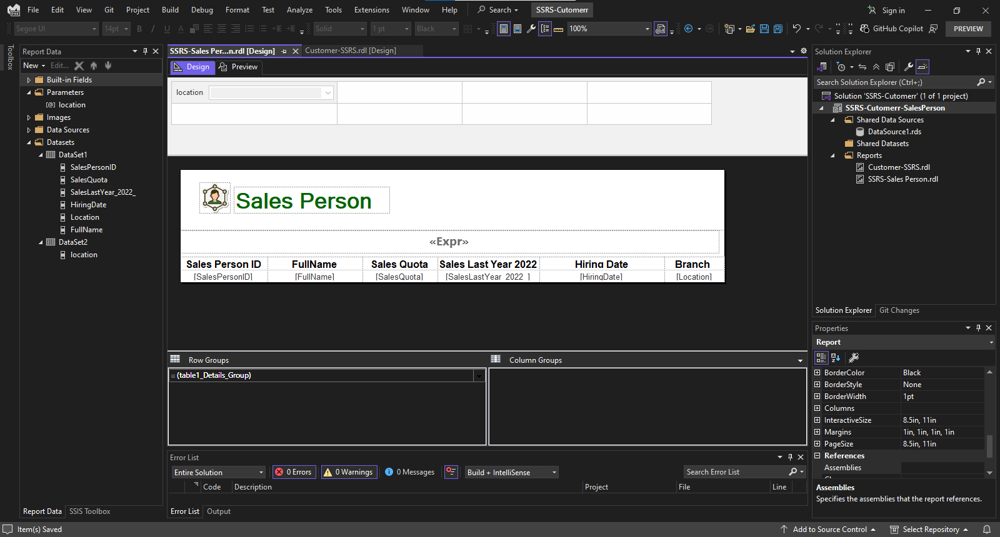 File Edit View Git Project Build Debug Format Test Analyze Tools Extensions Window Help Search SSRS-Cutomerr Sign in
Segoe UI 14pt B I U A Solid 1 pt Black 100% GitHub Copilot PREVIEW
Toolbox
Report Data
New Edit...
Built-in Fields
Parameters
location
Images
Data Sources
Datasets
DataSet1
SalesPersonID
SalesQuota
SalesLastYear_2022_
HiringDate
Location
FullName
DataSet2
location
Report Data SSIS Toolbox
SSRS-Sales Per...n.rdl [Design] Customer-SSRS.rdl [Design]
Design Preview
location
Sales Person
«Expr»
Sales Person ID FullName Sales Quota Sales Last Year 2022 Hiring Date Branch
[SalesPersonID] [FullName] [SalesQuota] [SalesLastYear_2022_] [HiringDate] [Location]
Row Groups Column Groups
(table1_Details_Group)
Error List
Entire Solution 0 Errors 0 Warnings 0 Messages Build + IntelliSense Search Error List
Code Description Project File Line
Error List Output
Solution Explorer
Search Solution Explorer (Ctrl+;)
Solution 'SSRS-Cutomerr' (1 of 1 project)
SSRS-Cutomerr-SalesPerson
Shared Data Sources
DataSource1.rds
Shared Datasets
Reports
Customer-SSRS.rdl
SSRS-Sales Person.rdl
Solution Explorer Git Changes
Properties
Report
BorderColor Black
BorderStyle None
BorderWidth 1pt
Columns
InteractiveSize 8.5in, 11in
Margins 1in, 1in, 1in, 1in
PageSize 8.5in, 11in
References
Assemblies
Assemblies
Specifies the assemblies that the report references.
Item(s) Saved Add to Source Control Select Repository